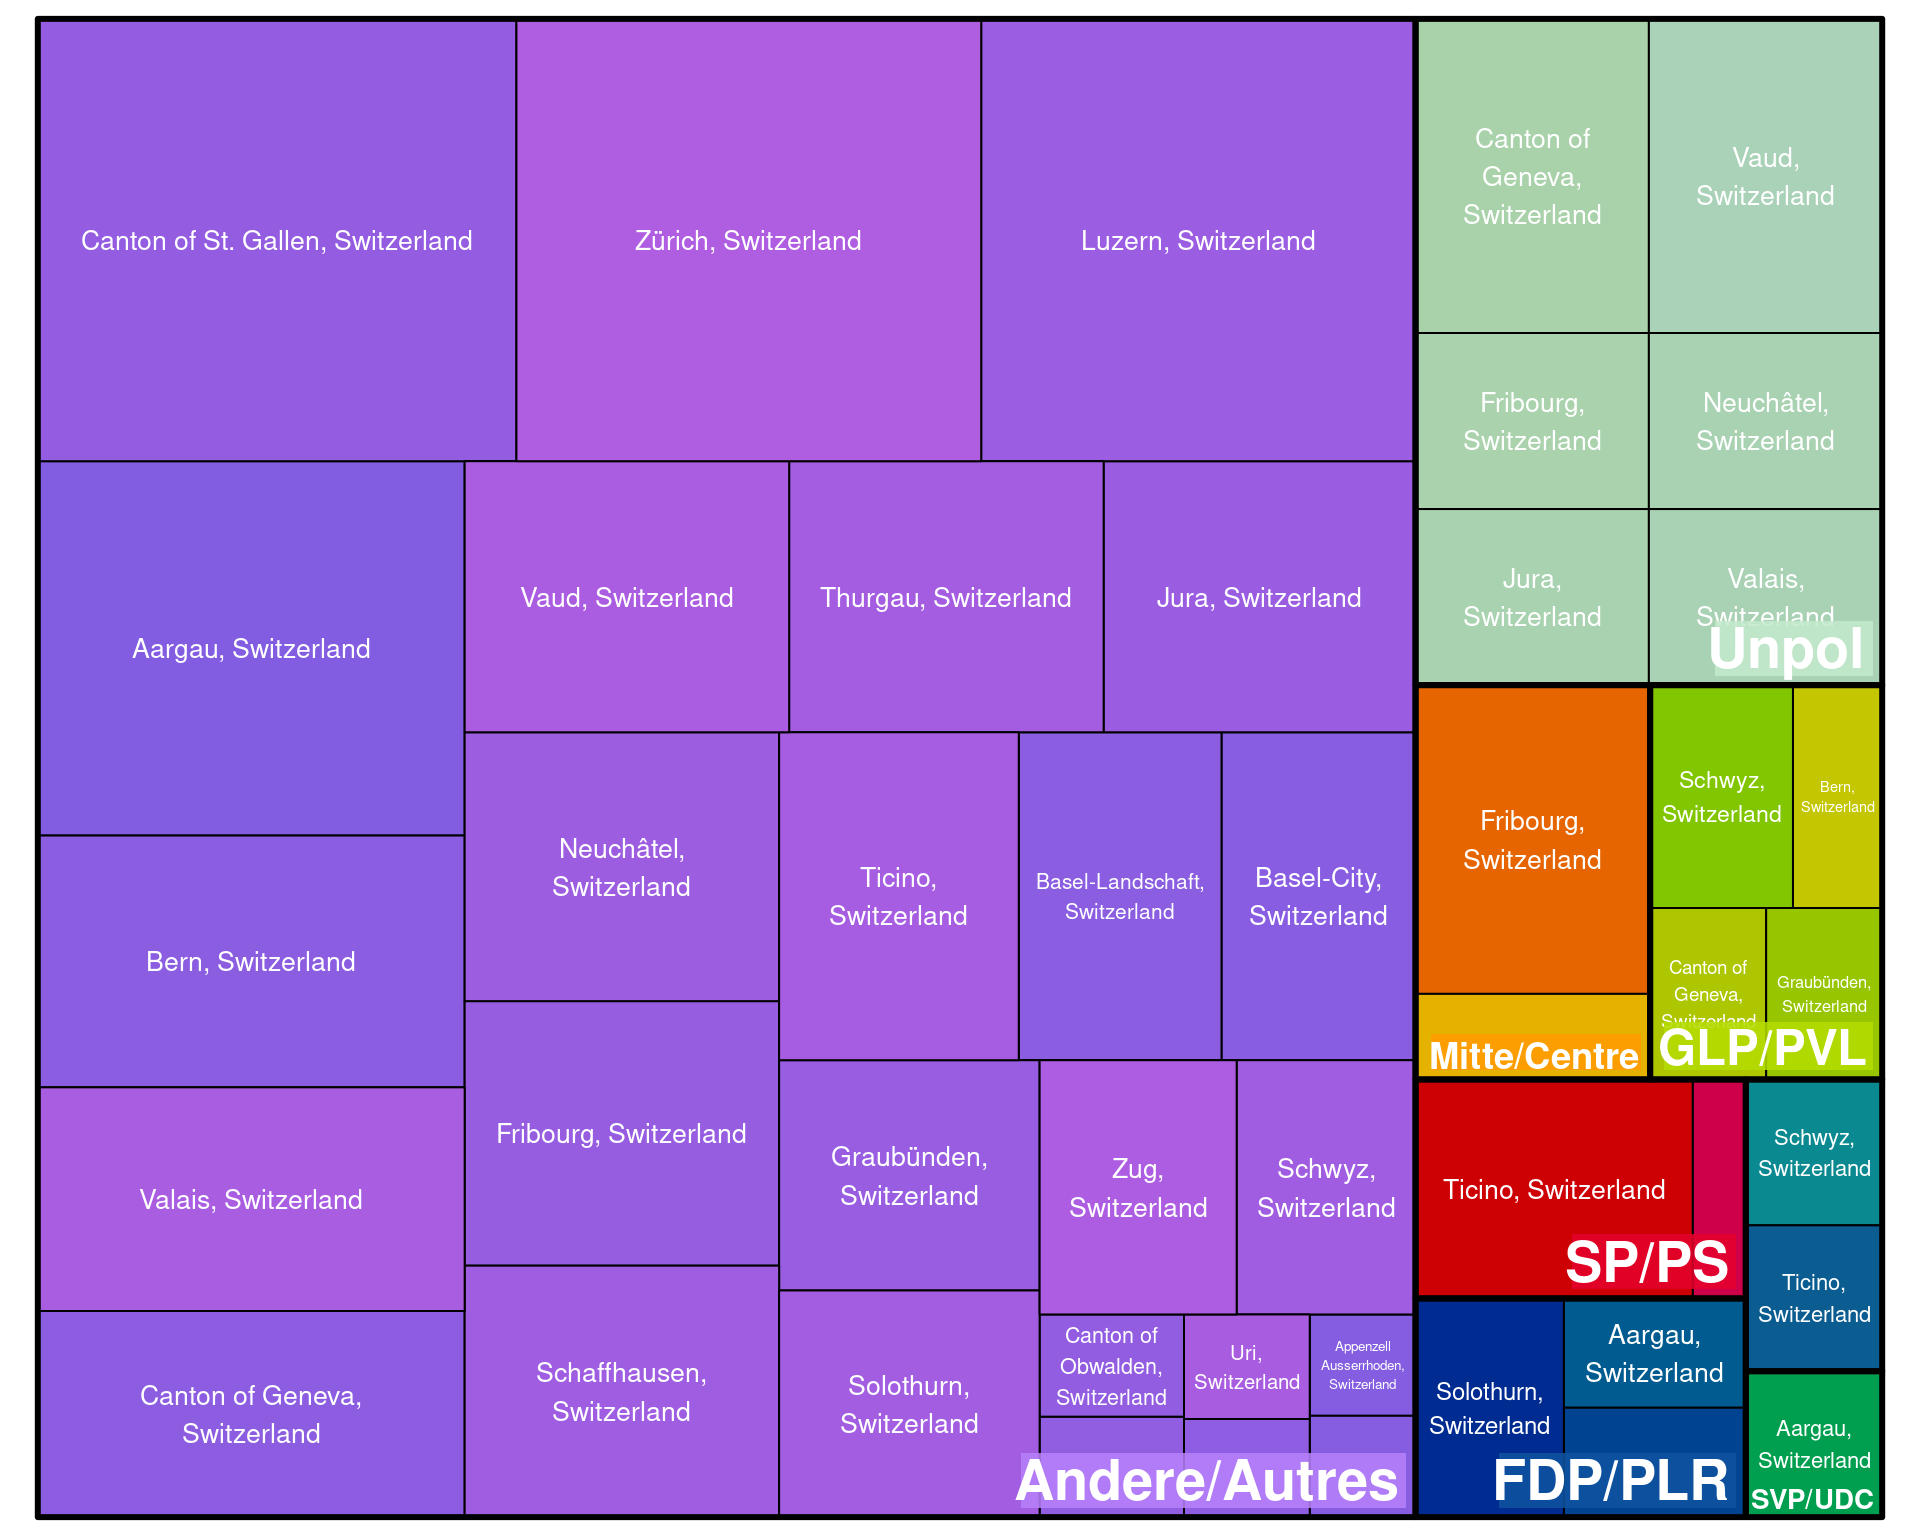 Canton of St. Gallen, Switzerland
Zürich, Switzerland
Luzern, Switzerland
Aargau, Switzerland
Vaud, Switzerland
Thurgau, Switzerland
Jura, Switzerland
Bern, Switzerland
Neuchâtel,
Switzerland
Ticino,
Switzerland
Basel-Landschaft,
Switzerland
Basel-City,
Switzerland
Valais, Switzerland
Fribourg, Switzerland
Graubünden,
Switzerland
Zug,
Switzerland
Schwyz,
Switzerland
Canton of Geneva,
Switzerland
Schaffhausen,
Switzerland
Solothurn,
Switzerland
Canton of
Obwalden,
Switzerland
Uri,
Switzerland
Appenzell
Ausserrhoden,
Switzerland
Andere/Autres
Canton of
Geneva,
Switzerland
Vaud,
Switzerland
Fribourg,
Switzerland
Neuchâtel,
Switzerland
Jura,
Switzerland
Valais,
Switzerland
Unpol
Fribourg,
Switzerland
Mitte/Centre
Schwyz,
Switzerland
Bern,
Switzerland
Canton of
Geneva,
Switzerland
Graubünden,
Switzerland
GLP/PVL
Ticino, Switzerland
SP/PS
Schwyz,
Switzerland
Ticino,
Switzerland
Solothurn,
Switzerland
Aargau,
Switzerland
FDP/PLR
Aargau,
Switzerland
SVP/UDC